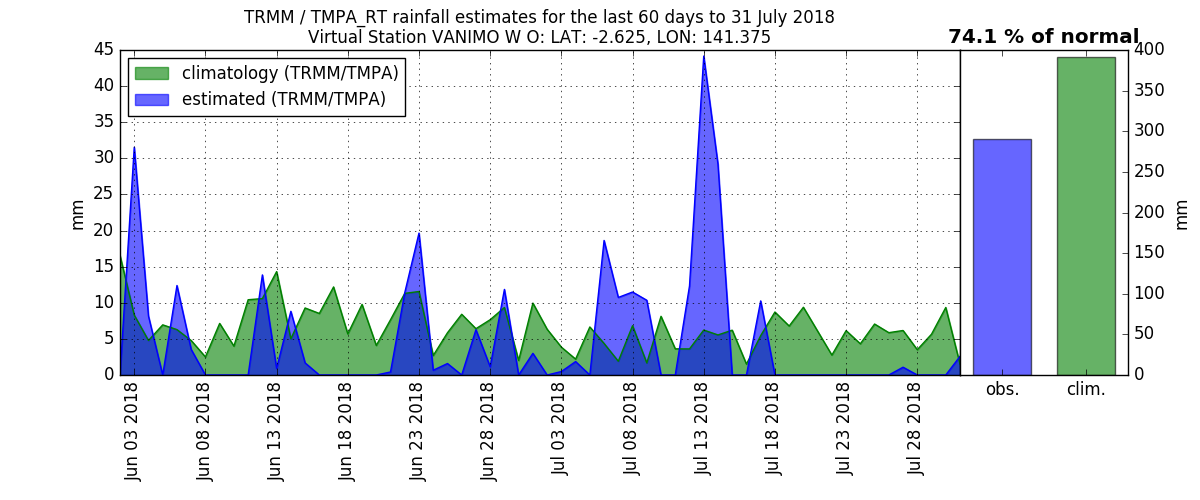 TRMM / TMPA_RT rainfall estimates for the last 60 days to 31 July 2018
Virtual Station VANIMO W O: LAT: -2.625, LON: 141.375
74.1 % of normal
climatology (TRMM/TMPA)
estimated (TRMM/TMPA)
45
40
35
30
25
20
15
10
5
0
mm
Jun 03 2018
Jun 08 2018
Jun 13 2018
Jun 18 2018
Jun 23 2018
Jun 28 2018
Jul 03 2018
Jul 08 2018
Jul 13 2018
Jul 18 2018
Jul 23 2018
Jul 28 2018
obs.
clim.
400
350
300
250
200
150
100
50
0
mm